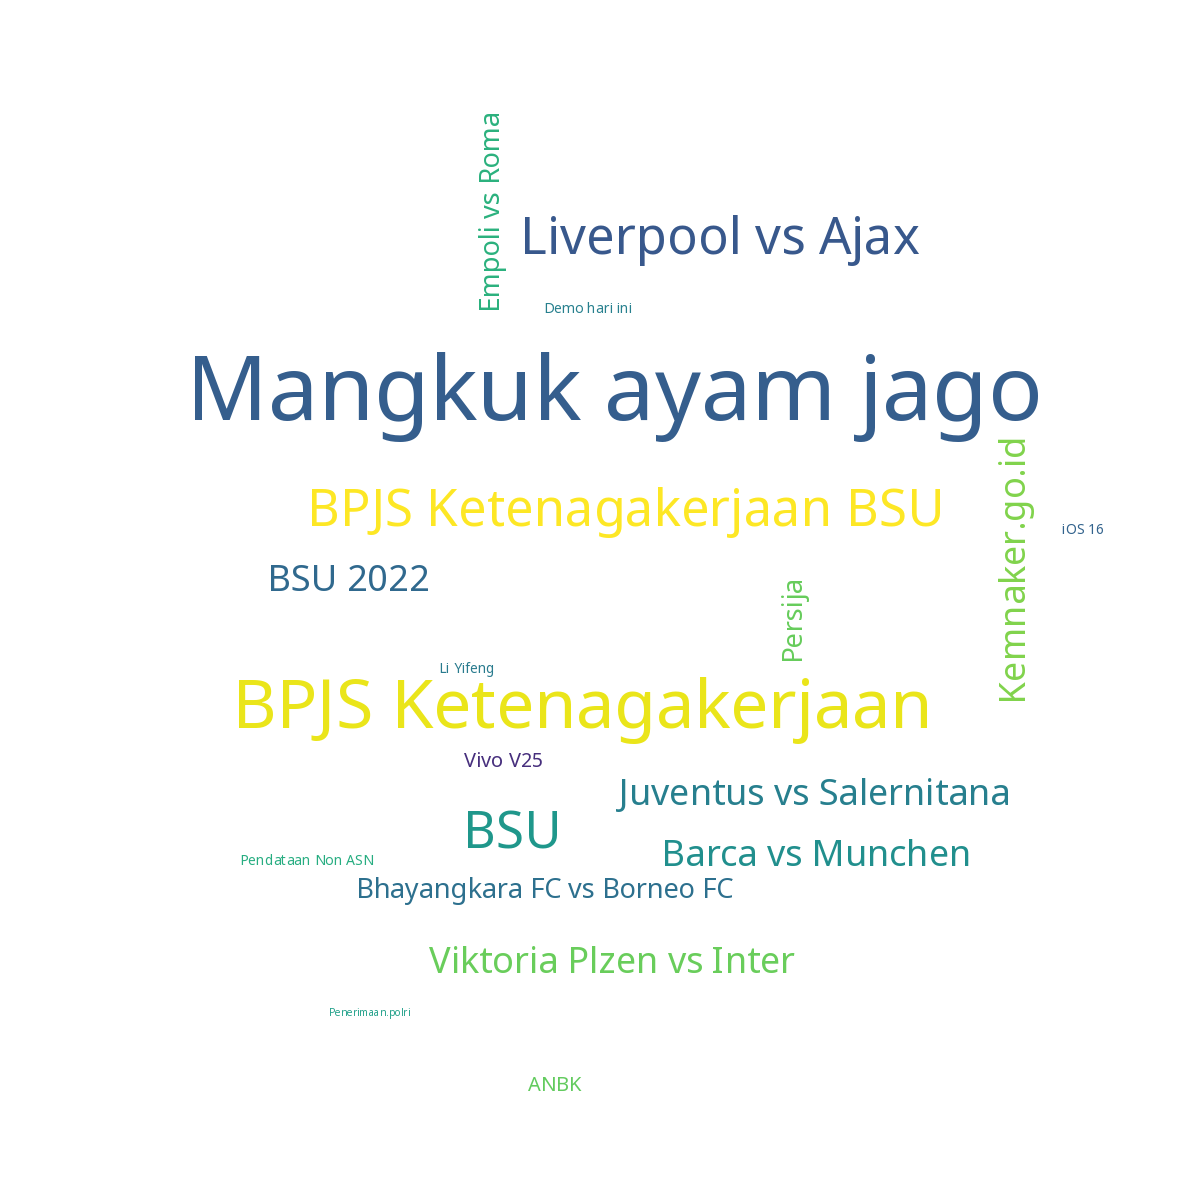 Empoli vs Roma
Liverpool vs Ajax
Demo hari ini
Mangkuk ayam jago
Kemnaker.go.id
BPJS Ketenagakerjaan BSU
iOS 16
BSU 2022
Persija
Li Yifeng
BPJS Ketenagakerjaan
Vivo V25
Juventus vs Salernitana
BSU
Barca vs Munchen
Pendataan Non ASN
Bhayangkara FC vs Borneo FC
Viktoria Plzen vs Inter
Penerimaan.polri
ANBK